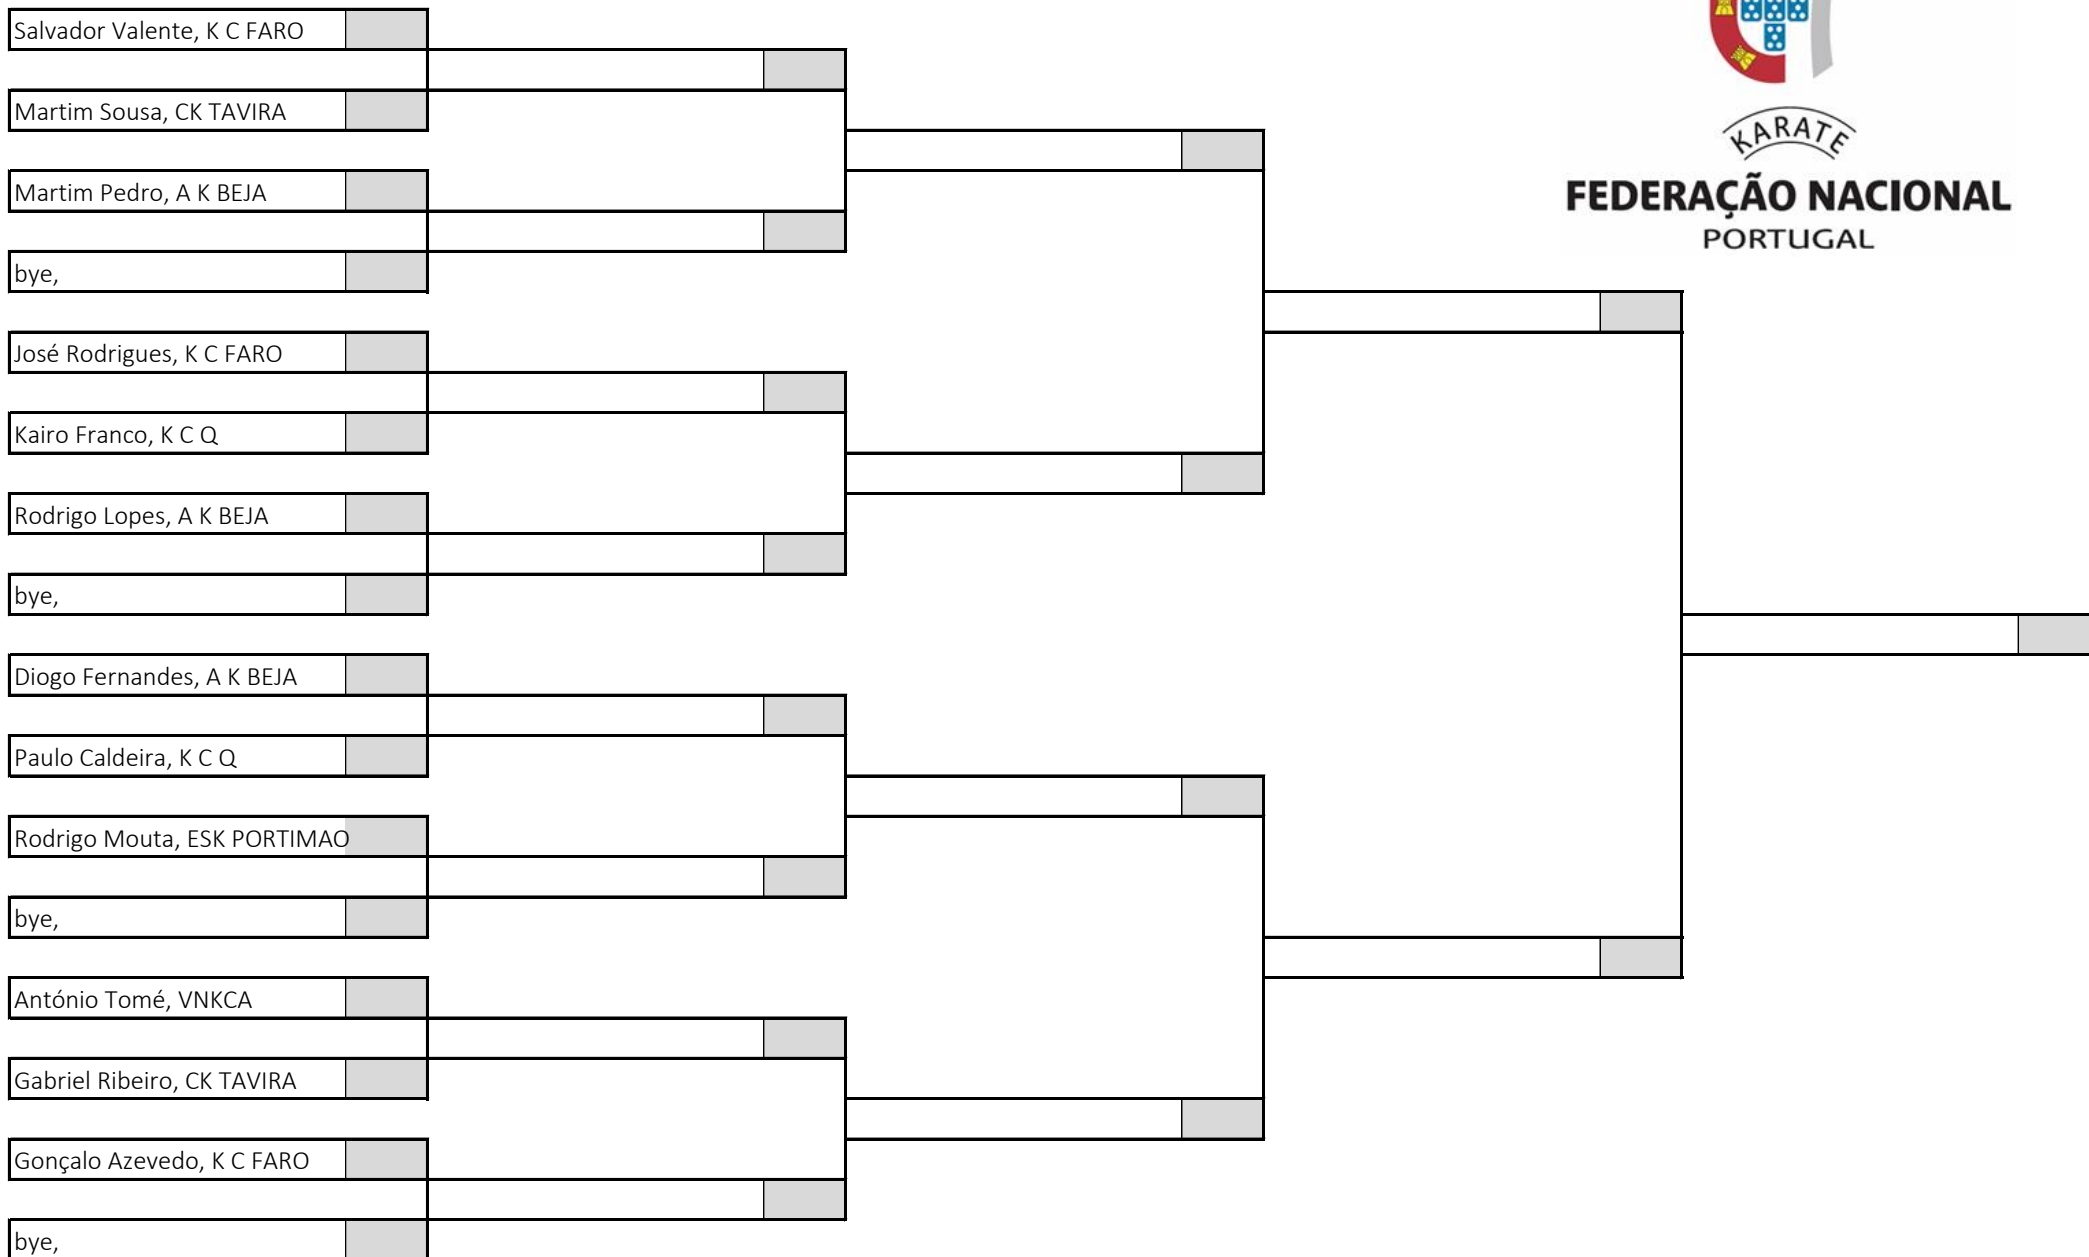 Salvador Valente, K C FARO
Martim Sousa, CK TAVIRA
Martim Pedro, A K BEJA
bye,
José Rodrigues, K C FARO
Kairo Franco, K C Q
Rodrigo Lopes, A K BEJA
bye,
Diogo Fernandes, A K BEJA
Paulo Caldeira, K C Q
Rodrigo Mouta, ESK PORTIMAO
bye,
António Tomé, VNKCA
Gabriel Ribeiro, CK TAVIRA
Gonçalo Azevedo, K C FARO
bye,
KARATE
FEDERAÇÃO NACIONAL
PORTUGAL